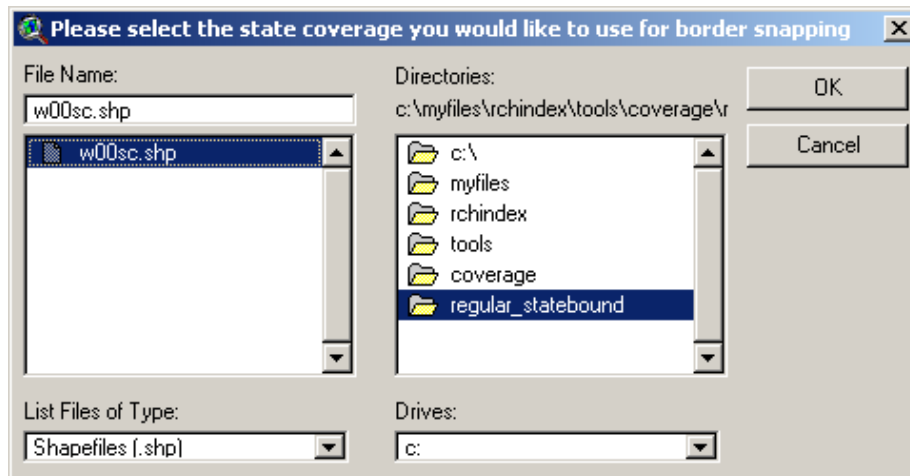 Please select the state coverage you would like to use for border snapping
File Name:
w00sc.shp
w00sc.shp
List Files of Type:
Shapefiles (.shp)
Directories:
c:\myfiles\rchindex\tools\coverage\r
c:\
myfiles
rchindex
tools
coverage
regular_statebound
Drives:
c:
OK
Cancel